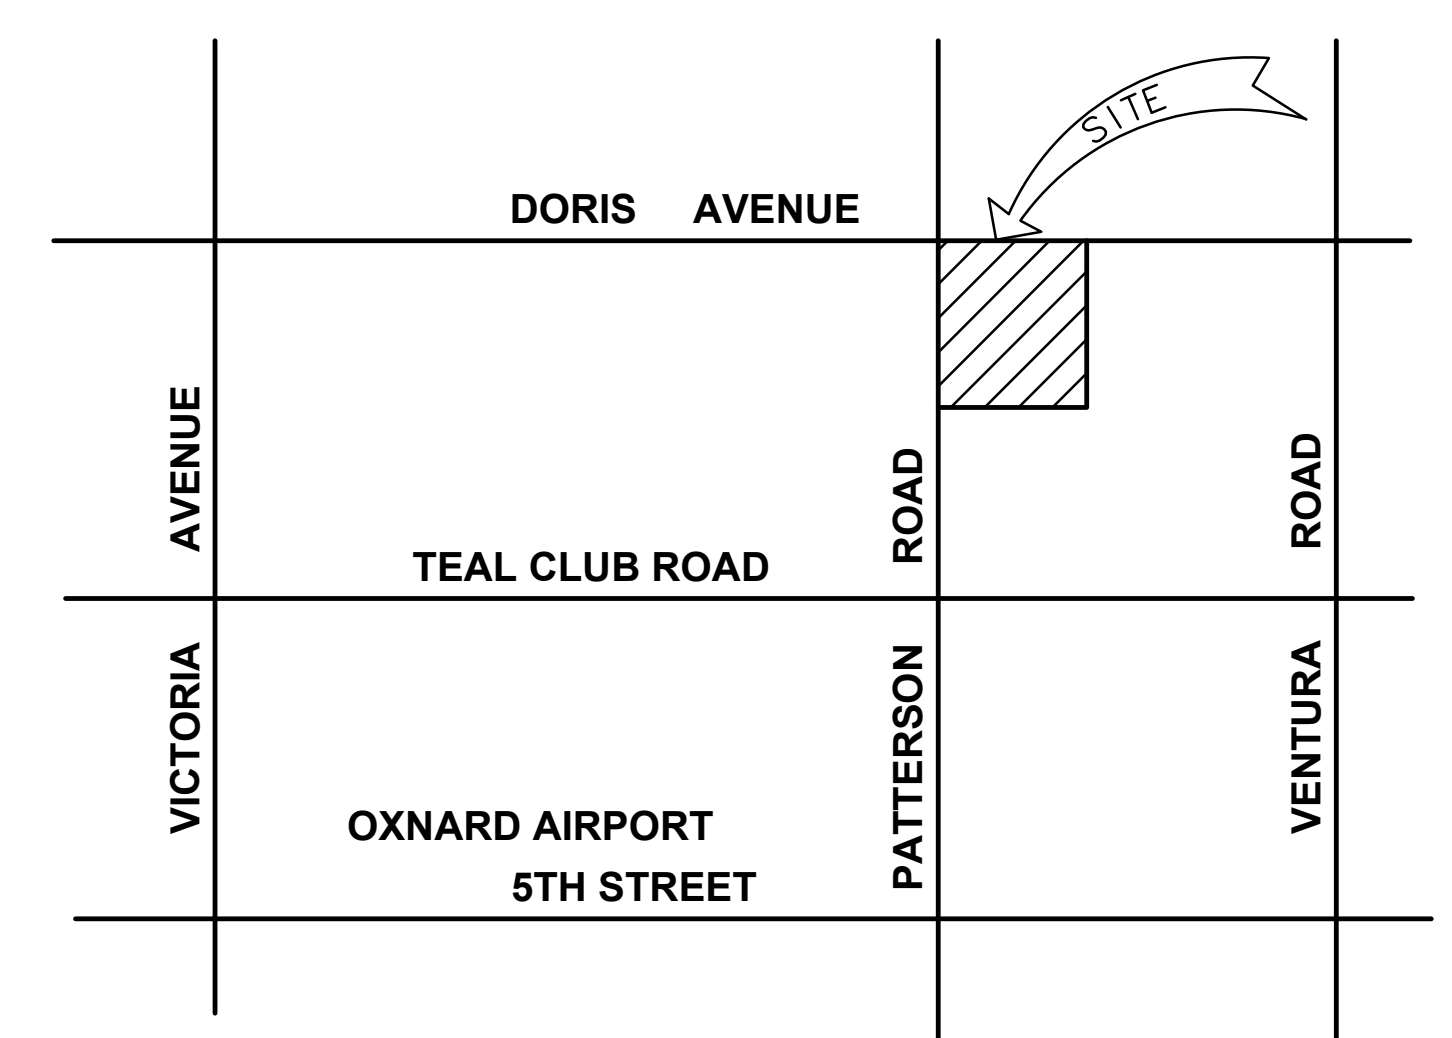 SITE
DORIS AVENUE
AVENUE
ROAD
ROAD
TEAL CLUB ROAD
VICTORIA
PATTERSON
VENTURA
OXNARD AIRPORT
5TH STREET